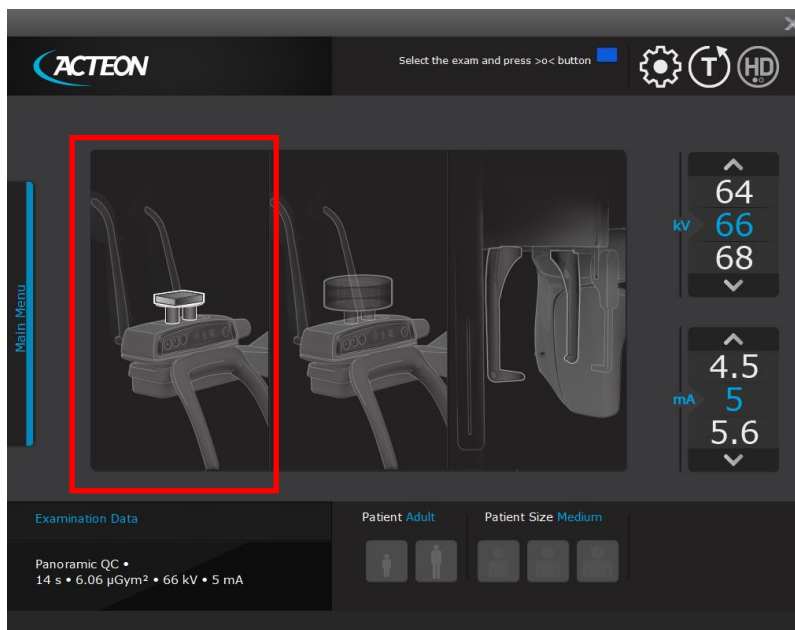 ACTEON
Select the exam and press >o< button
T
HD
Main Menu
64
kV 66
68
4.5
mA 5
5.6
Examination Data
Patient Adult
Patient Size Medium
Panoramic QC •
14 s • 6.06 µGym² • 66 kV • 5 mA